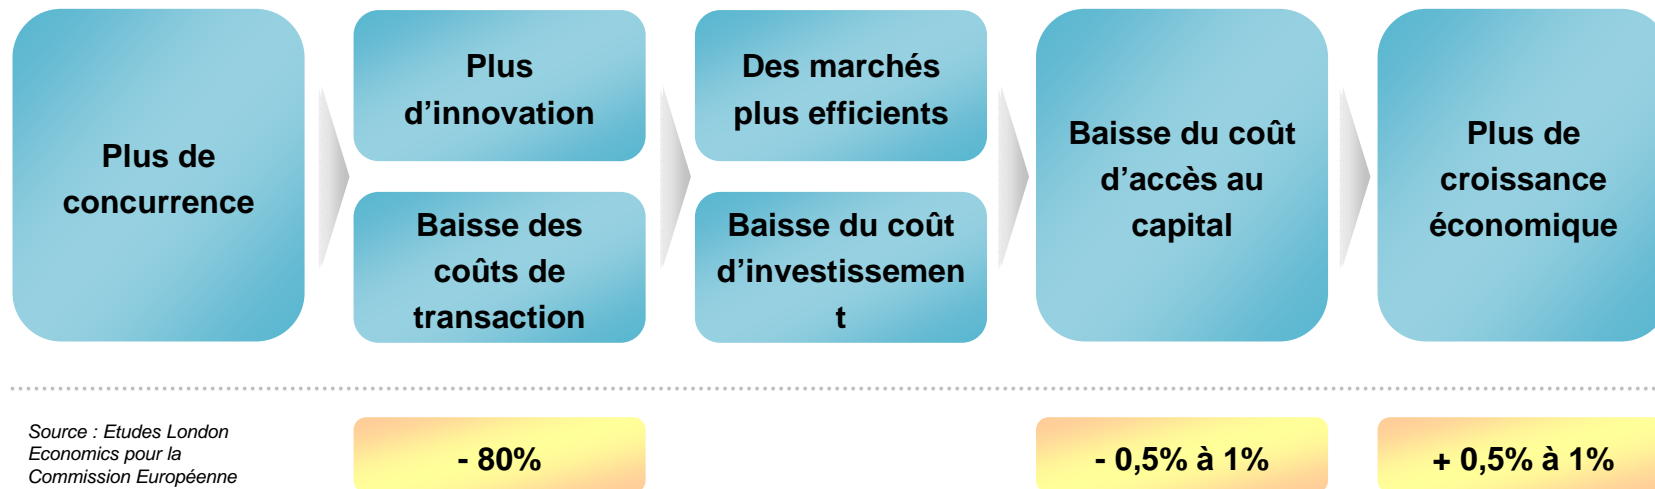 Plus de
concurrence
Plus
d’innovation
Baisse des
coûts de
transaction
Des marchés
plus efficients
Baisse du coût
d’investissemen
t
Baisse du coût
d’accès au
capital
Plus de
croissance
économique
Source : Etudes London
Economics pour la
Commission Européenne
- 80%
- 0,5% à 1%
+ 0,5% à 1%